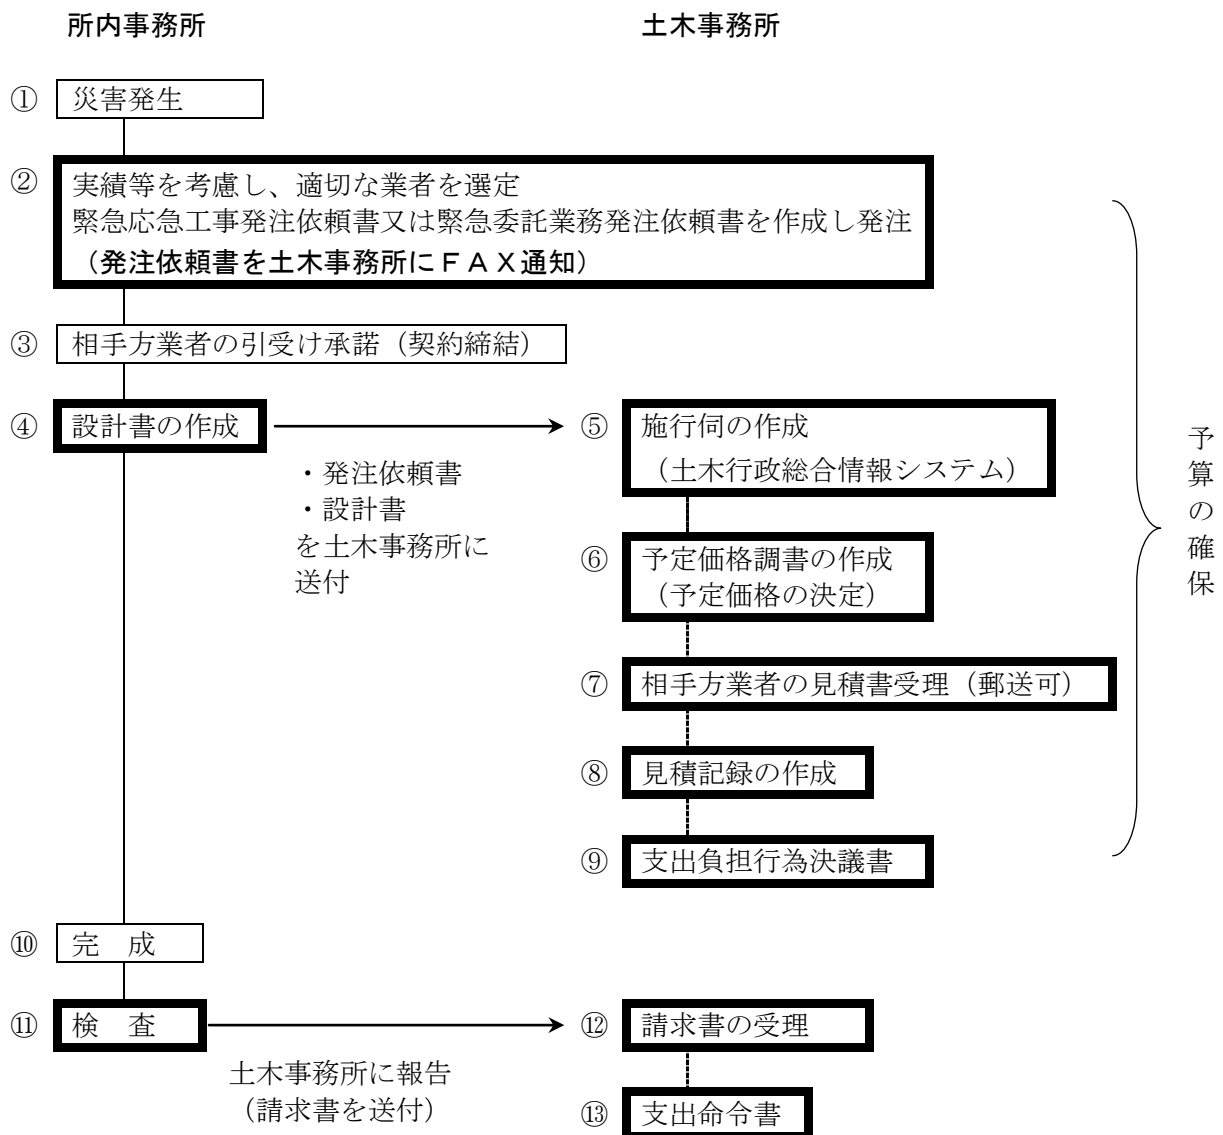 所内事務所
土木事務所
① 災害発生
② 実績等を考慮し、適切な業者を選定
緊急応急工事発注依頼書又は緊急委託業務発注依頼書を作成し発注
（発注依頼書を土木事務所にＦＡＸ通知）
③ 相手方業者の引受け承諾（契約締結）
④ 設計書の作成
・発注依頼書
・設計書
を土木事務所に
送付
⑤ 施行伺の作成
（土木行政総合情報システム）
⑥ 予定価格調書の作成
（予定価格の決定）
⑦ 相手方業者の見積書受理（郵送可）
⑧ 見積記録の作成
⑨ 支出負担行為決議書
予算の確保
⑩ 完　成
⑪ 検　査
土木事務所に報告
（請求書を送付）
⑫ 請求書の受理
⑬ 支出命令書